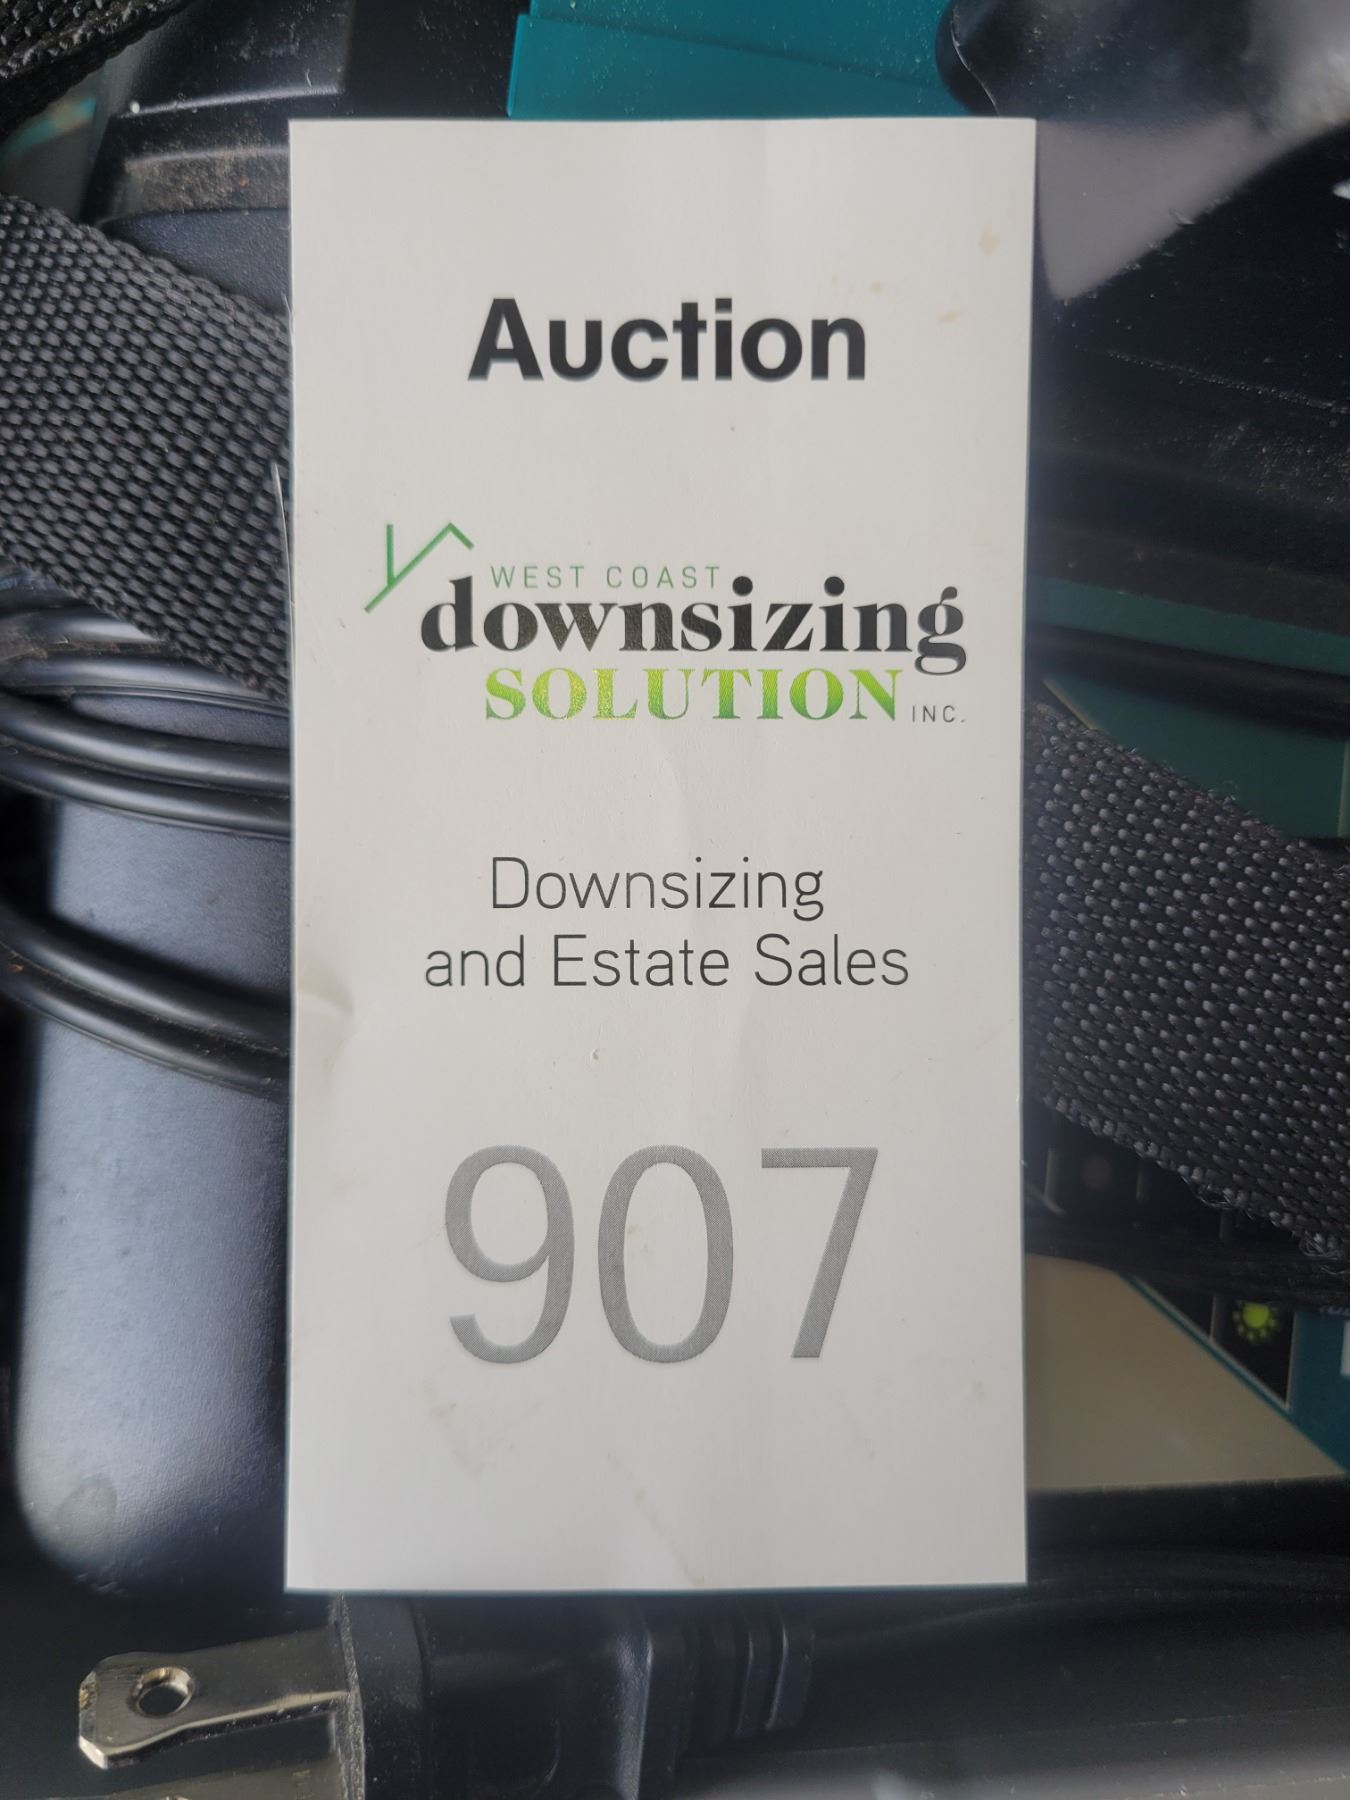 Auction
WEST COAST
downsizing
SOLUTION INC.
Downsizing
and Estate Sales
907